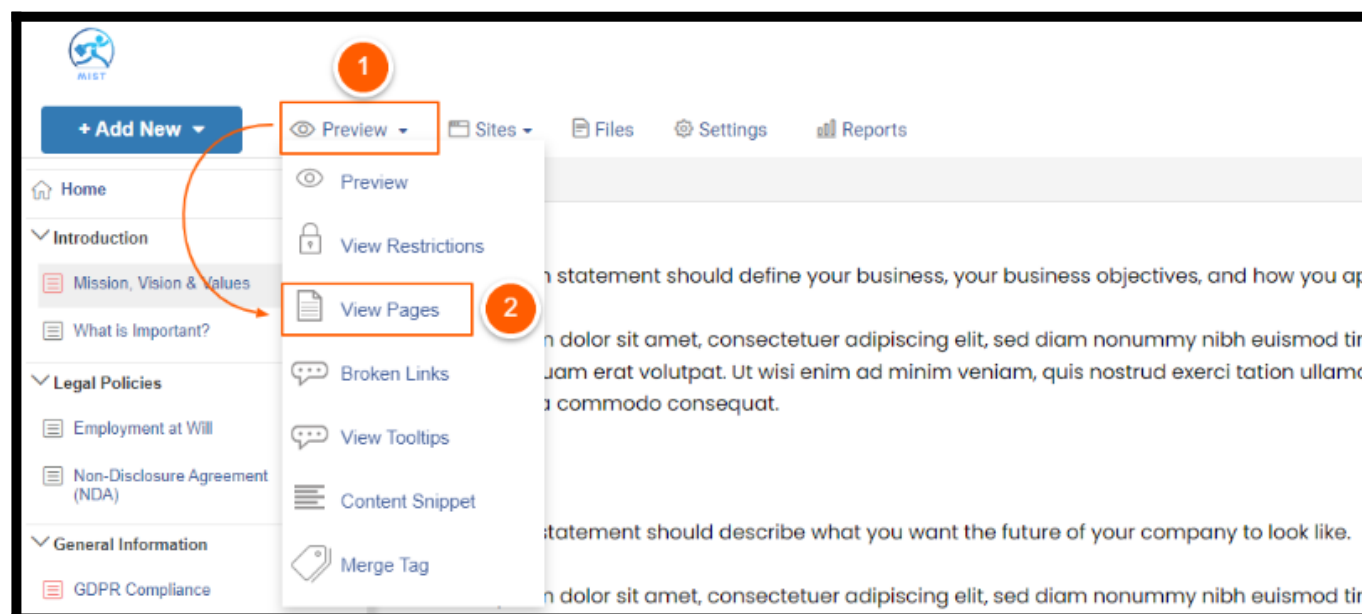 MIST
1
+ Add New
Preview
Sites
Files
Settings
Reports
Home
Introduction
Mission, Vision & Values
What is Important?
Legal Policies
Employment at Will
Non-Disclosure Agreement
(NDA)
General Information
GDPR Compliance
Preview
View Restrictions
View Pages
2
Broken Links
View Tooltips
Content Snippet
Merge Tag
statement should define your business, your business objectives, and how you
dolor sit amet, consectetuer adipiscing elit, sed diam nonummy nibh euismod
erat volutpat. Ut wisi enim ad minim veniam, quis nostrud exerci tation
commodo consequat.
statement should describe what you want the future of your company to look like.
dolor sit amet, consectetuer adipiscing elit, sed diam nonummy nibh euismod